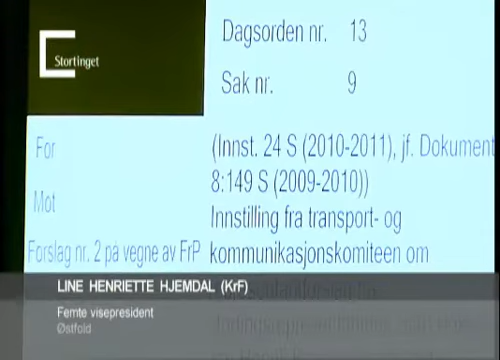 Dagsorden nr. 13
Stortinget
Sak nr. 9
For
(Innst. 24 S (2010-2011), jf. Dokument
8:149 S (2009-2010))
Mot
Innstilling fra transport- og
Forslag nr. 2 på vegne av FrP
kommunikasjonskomiteen om
LINE HENRIETTE HJEMDAL (KrF)
Femte visepresident
Østfold